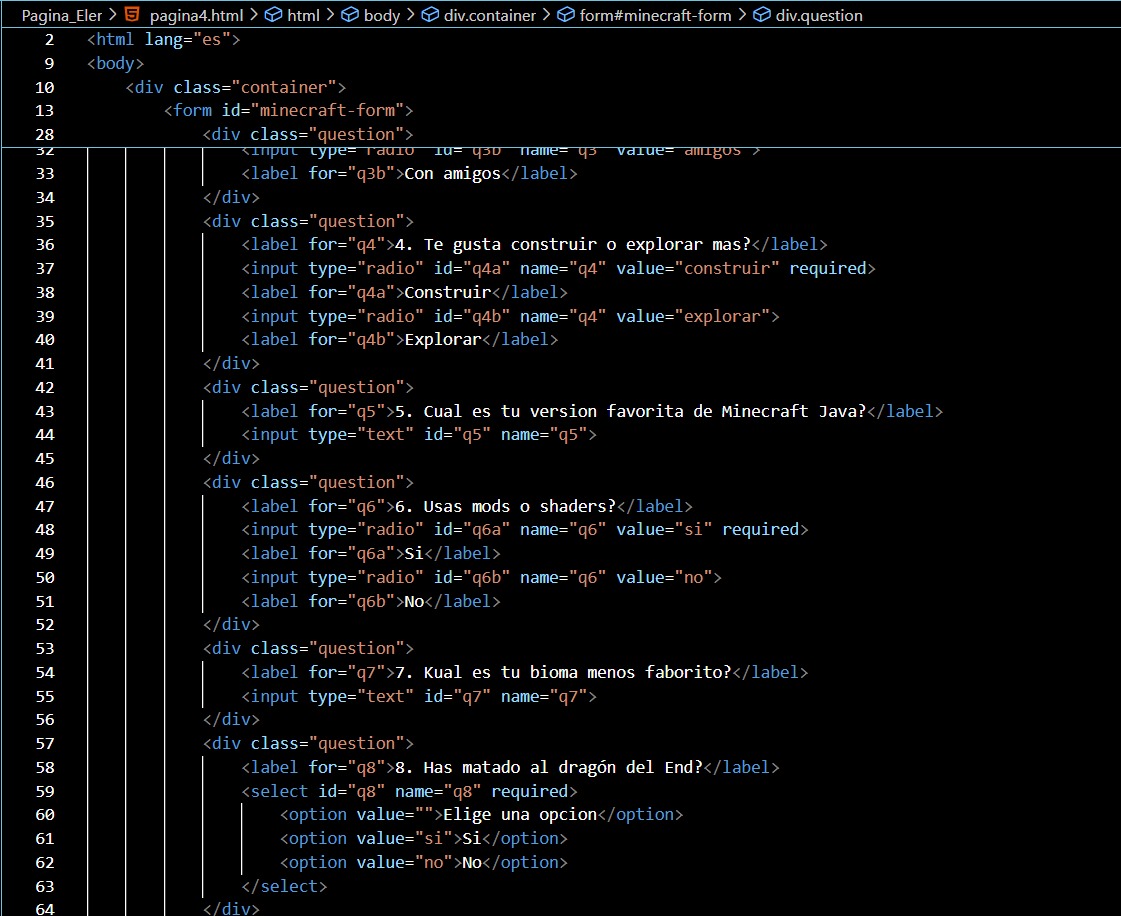 Pagina_Eler > pagina4.html > html > body > div.container > form#minecraft-form > div.question
2 <html lang="es">
9 <body>
10 <div class="container">
13 <form id="minecraft-form">
28 <div class="question">
32 <input type="radio" id="q3b" name="q3" value="amigos">
33 <label for="q3b">Con amigos</label>
34 </div>
35 <div class="question">
36 <label for="q4">4. Te gusta construir o explorar mas?</label>
37 <input type="radio" id="q4a" name="q4" value="construir" required>
38 <label for="q4a">Construir</label>
39 <input type="radio" id="q4b" name="q4" value="explorar">
40 <label for="q4b">Explorar</label>
41 </div>
42 <div class="question">
43 <label for="q5">5. Cual es tu version favorita de Minecraft Java?</label>
44 <input type="text" id="q5" name="q5">
45 </div>
46 <div class="question">
47 <label for="q6">6. Usas mods o shaders?</label>
48 <input type="radio" id="q6a" name="q6" value="si" required>
49 <label for="q6a">Si</label>
50 <input type="radio" id="q6b" name="q6" value="no">
51 <label for="q6b">No</label>
52 </div>
53 <div class="question">
54 <label for="q7">7. Kual es tu bioma menos faborito?</label>
55 <input type="text" id="q7" name="q7">
56 </div>
57 <div class="question">
58 <label for="q8">8. Has matado al dragón del End?</label>
59 <select id="q8" name="q8" required>
60 <option value="">Elige una opcion</option>
61 <option value="si">Si</option>
62 <option value="no">No</option>
63 </select>
64 </div>